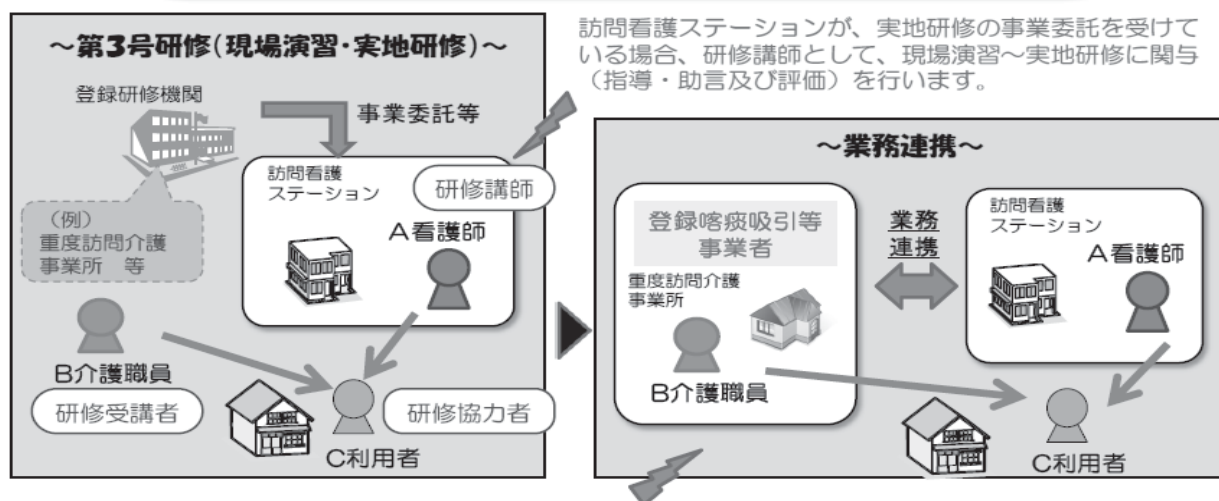 ～第3号研修(現場演習・実地研修)～
登録研修機関
事業委託等
訪問看護
ステーション
研修講師
A看護師
（例）
重度訪問介護
事業所 等
B介護職員
研修受講者
研修協力者
C利用者
訪問看護ステーションが、実地研修の事業委託を受けて
いる場合、研修講師として、現場演習～実地研修に関与
（指導・助言及び評価）を行います。
～業務連携～
登録喀痰吸引等
事業者
重度訪問介護
事業所
B介護職員
業務
連携
訪問看護
ステーション
A看護師
C利用者